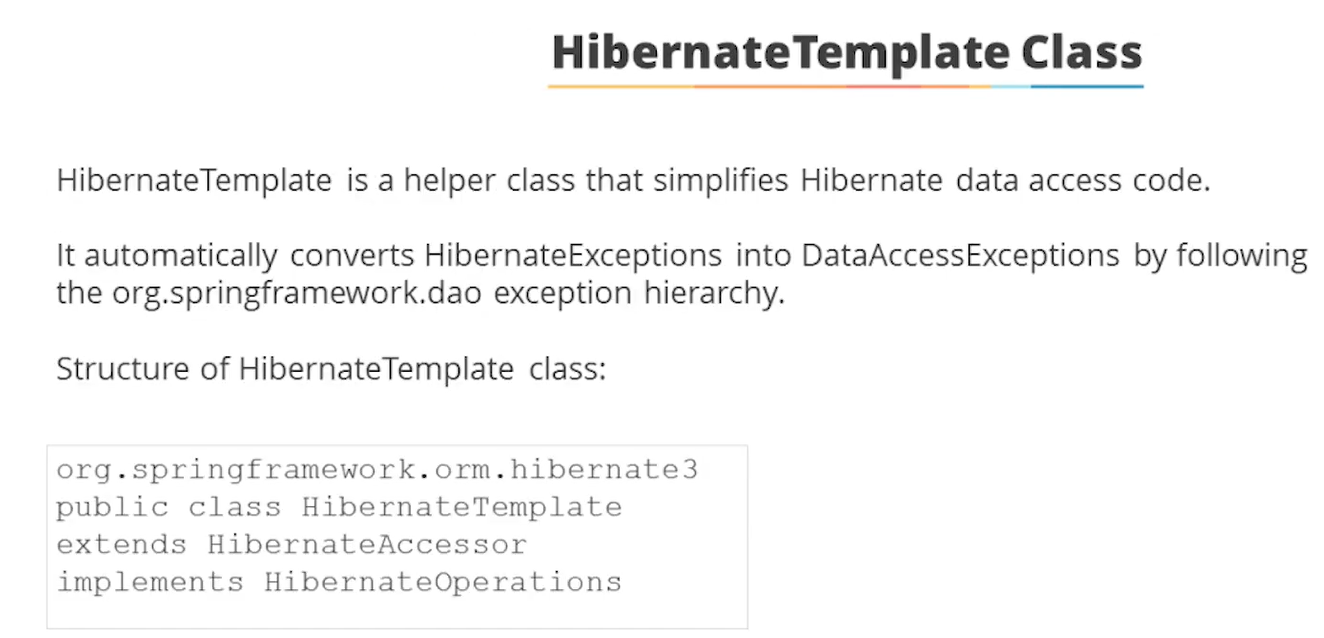 HibernateTemplate Class
HibernateTemplate is a helper class that simplifies Hibernate data access code.
It automatically converts HibernateExceptions into DataAccessExceptions by following
the org.springframework.dao exception hierarchy.
Structure of HibernateTemplate class:
org.springframework.orm.hibernate3
public class HibernateTemplate
extends HibernateAccessor
implements HibernateOperations